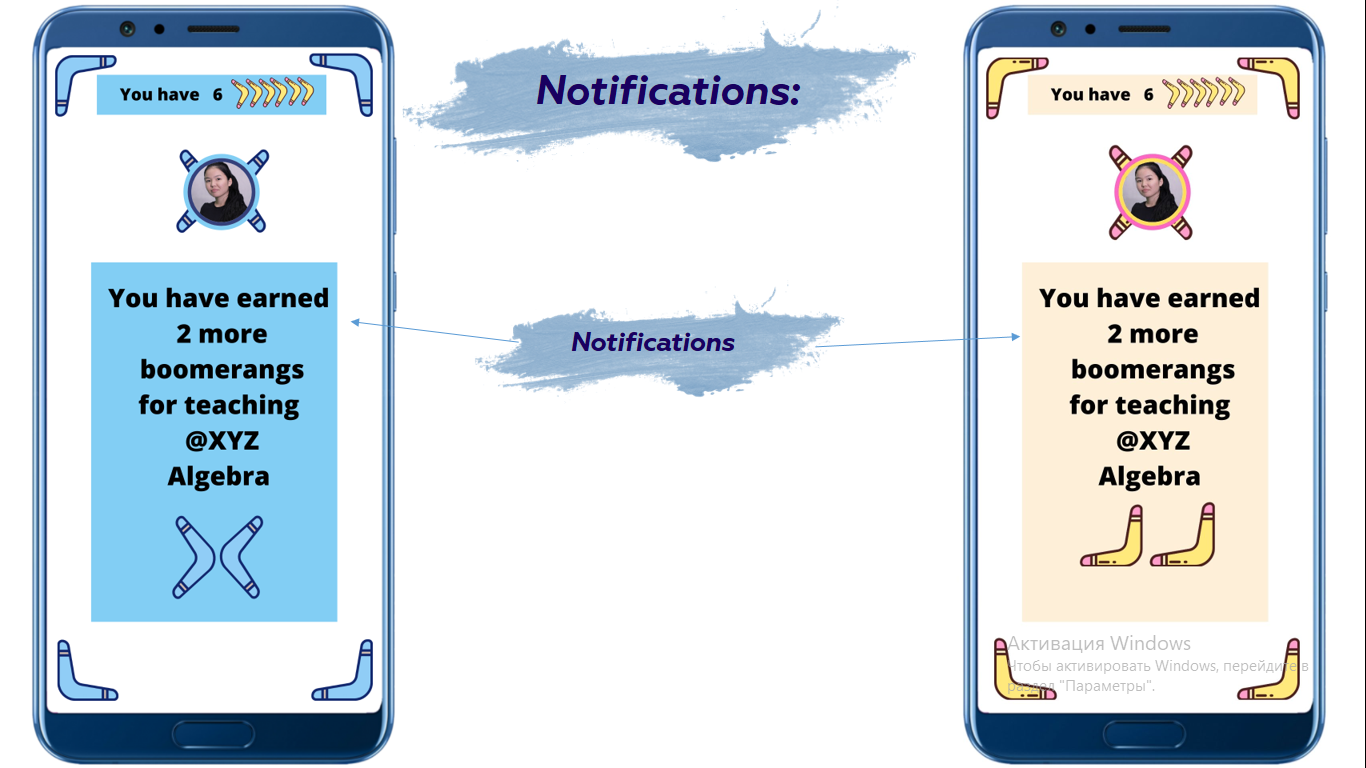 Notifications:
You have 6
You have earned
2 more
boomerangs
for teaching
@XYZ
Algebra
Notifications
You have 6
You have earned
2 more
boomerangs
for teaching
@XYZ
Algebra
Активация Windows
Чтобы активировать Windows, перейдите в
раздел "Параметры".